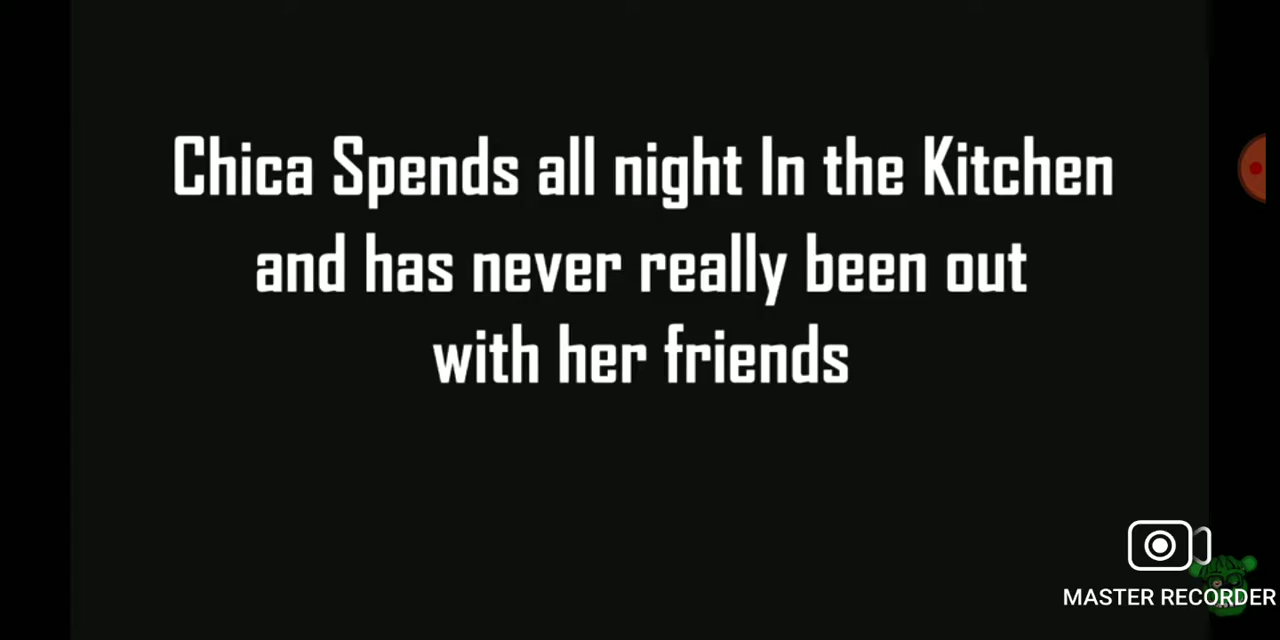 Chica Spends all night In the Kitchen
and has never really been out
with her friends
MASTER RECORDER